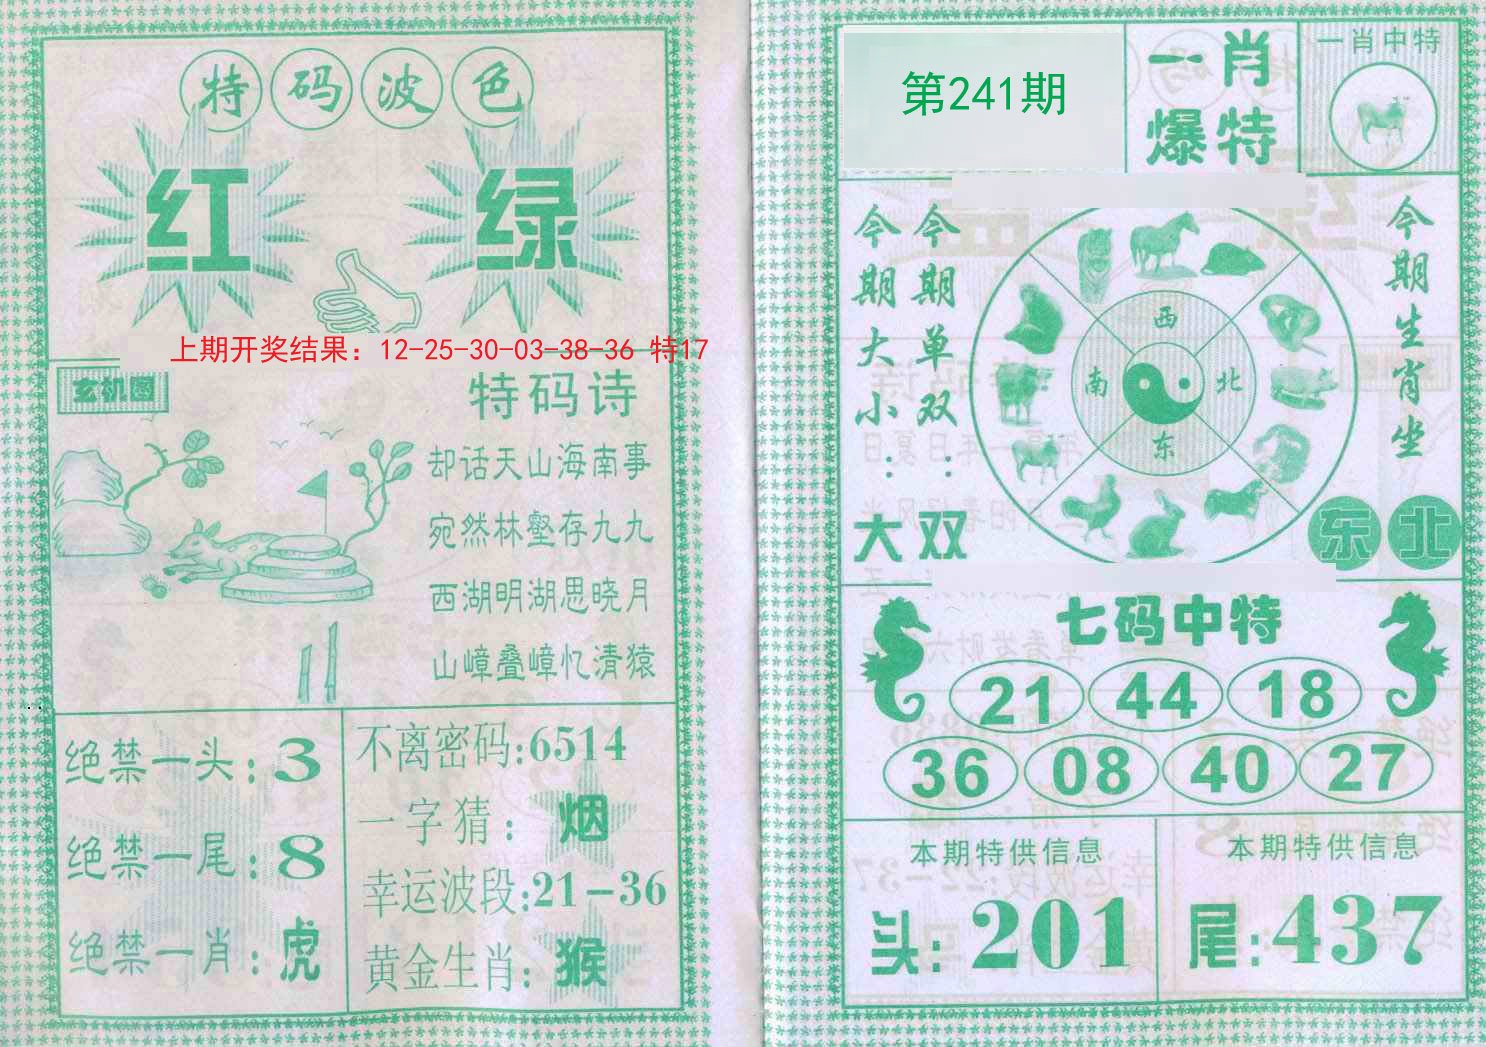 特码波色
红 绿
上期开奖结果：12-25-30-03-38-36 特17
玄机图
特码诗
却话天山海南事
宛然林壑存九九
西湖明湖思晓月
山嶂叠嶂忆清猿
绝禁一头:3
绝禁一尾:8
绝禁一肖:虎
不离密码:6514
一字猜:烟
幸运波段:21-36
黄金生肖:猴
第241期
一肖
爆特
一肖中特
今期大小:大
今期单双:双
西
南 北
东
今期生肖坐
东北
七码中特
21 44 18
36 08 40 27
本期特供信息
头:201
本期特供信息
尾:437